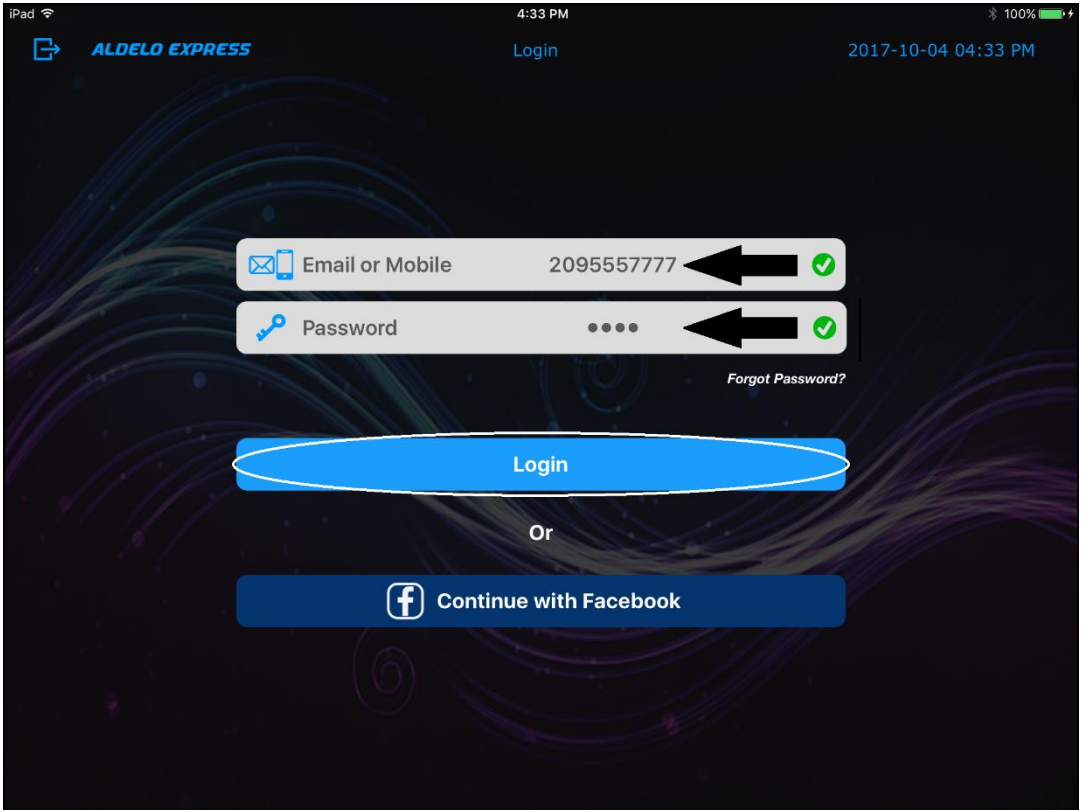 iPad 4:33 PM 100%
ALDELO EXPRESS Login 2017-10-04 04:33 PM
Email or Mobile 2095557777
Password ••••
Forgot Password?
Login
Or
Continue with Facebook